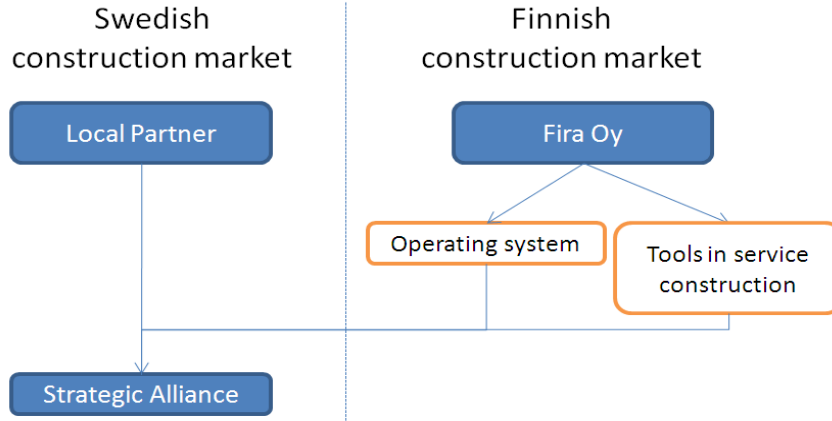 Swedish
construction market
Finnish
construction market
Local Partner
Fira Oy
Operating system
Tools in service
construction
Strategic Alliance